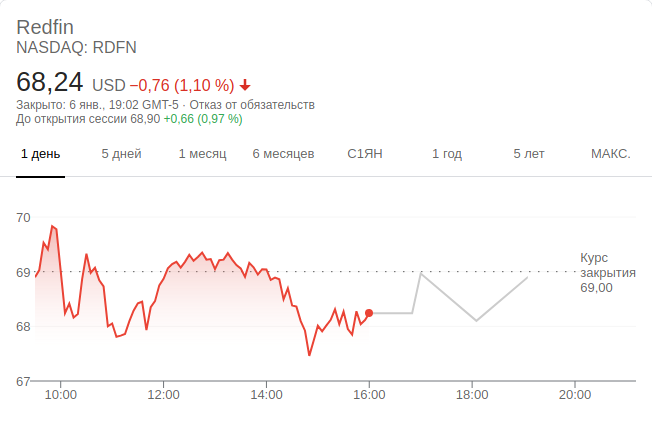 Redfin
NASDAQ: RDFN
68,24 USD −0,76 (1,10 %)
Закрыто: 6 янв., 19:02 GMT-5 · Отказ от обязательств
До открытия сессии 68,90 +0,66 (0,97 %)
1 день 5 дней 1 месяц 6 месяцев С1ЯН 1 год 5 лет МАКС.
70
69
68
67
Курс
закрытия
69,00
10:00 12:00 14:00 16:00 18:00 20:00